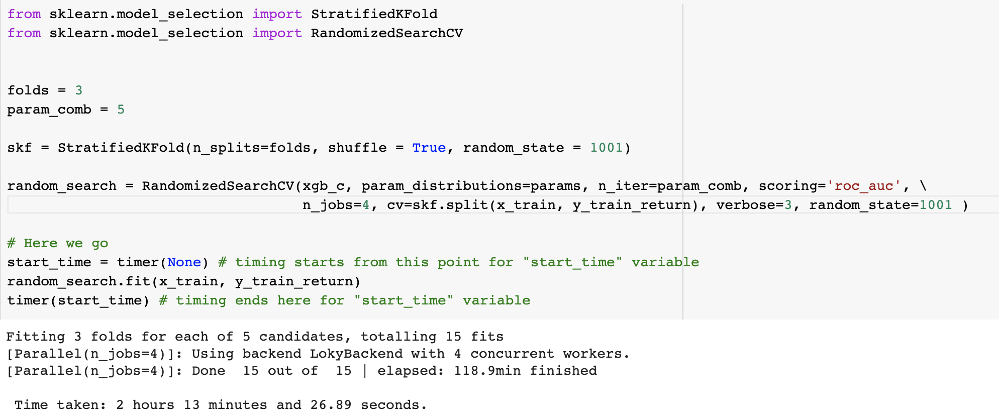 from sklearn.model_selection import StratifiedKFold
from sklearn.model_selection import RandomizedSearchCV
folds = 3
param_comb = 5
skf = StratifiedKFold(n_splits=folds, shuffle = True, random_state = 1001)
random_search = RandomizedSearchCV(xgb_c, param_distributions=params, n_iter=param_comb, scoring='roc_auc', \
n_jobs=4, cv=skf.split(x_train, y_train_return), verbose=3, random_state=1001 )
# Here we go
start_time = timer(None) # timing starts from this point for "start_time" variable
random_search.fit(x_train, y_train_return)
timer(start_time) # timing ends here for "start_time" variable
Fitting 3 folds for each of 5 candidates, totalling 15 fits
[Parallel(n_jobs=4)]: Using backend LokyBackend with 4 concurrent workers.
[Parallel(n_jobs=4)]: Done  15 out of  15 | elapsed: 118.9min finished
Time taken: 2 hours 13 minutes and 26.89 seconds.